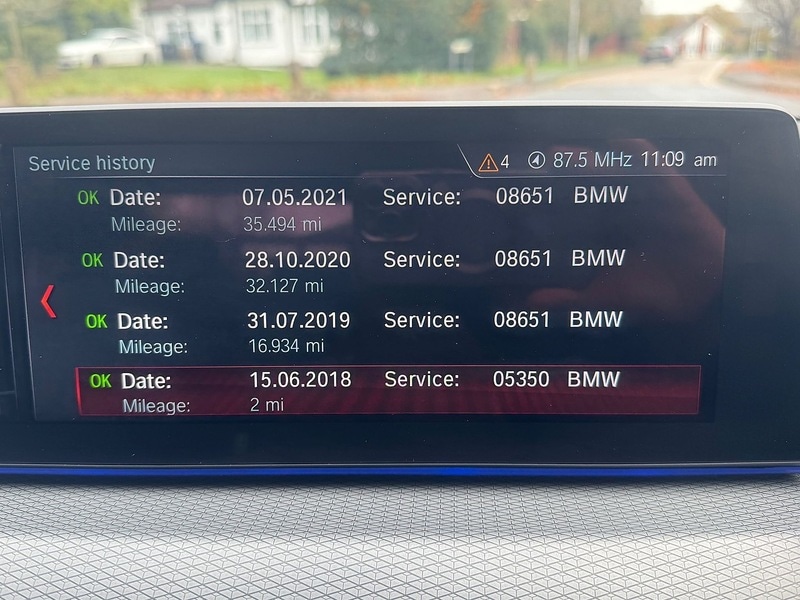 Service history 4 87.5 MHz 11:09 am
OK Date: 07.05.2021 Service: 08651 BMW
Mileage: 35.494 mi
OK Date: 28.10.2020 Service: 08651 BMW
Mileage: 32.127 mi
OK Date: 31.07.2019 Service: 08651 BMW
Mileage: 16.934 mi
OK Date: 15.06.2018 Service: 05350 BMW
Mileage: 2 mi